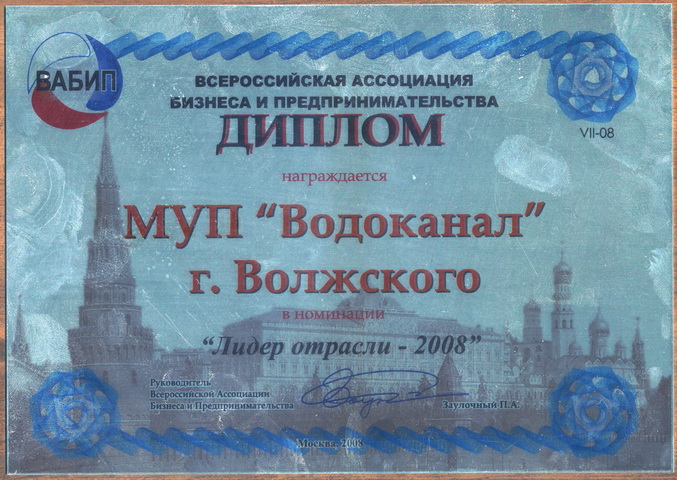 ВАБИП
ВСЕРОССИЙСКАЯ АССОЦИАЦИЯ
БИЗНЕСА И ПРЕДПРИНИМАТЕЛЬСТВА
ДИПЛОМ
VII-08
награждается
МУП “Водоканал”
г. Волжского
в номинации
“Лидер отрасли - 2008”
Руководитель
Всероссийской Ассоциации
Бизнеса и Предпринимательства
Заулочный П.А.
Москва, 2008